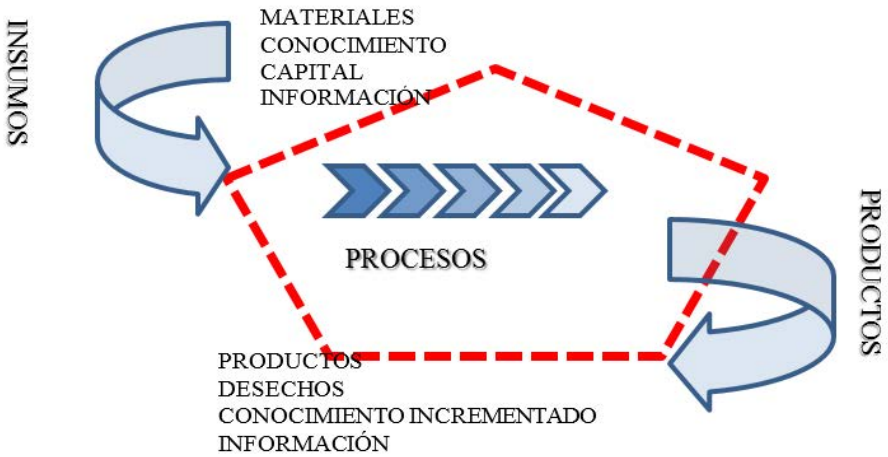 INSUMOS
MATERIALES
CONOCIMIENTO
CAPITAL
INFORMACIÓN
PROCESOS
PRODUCTOS
PRODUCTOS
DESECHOS
CONOCIMIENTO INCREMENTADO
INFORMACIÓN